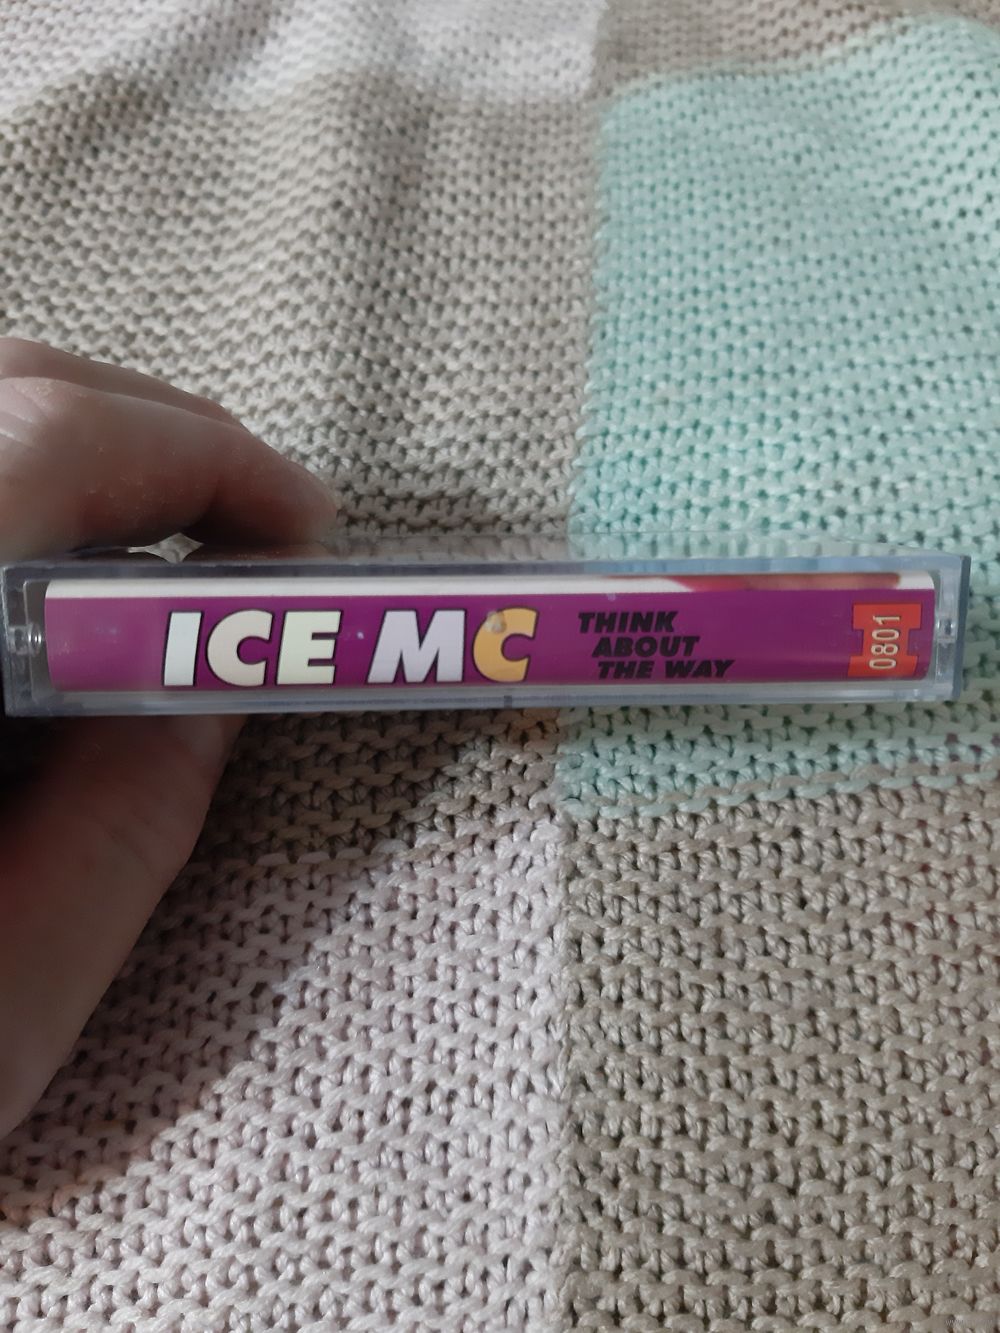 ICE MC
THINK
ABOUT
THE WAY
0801